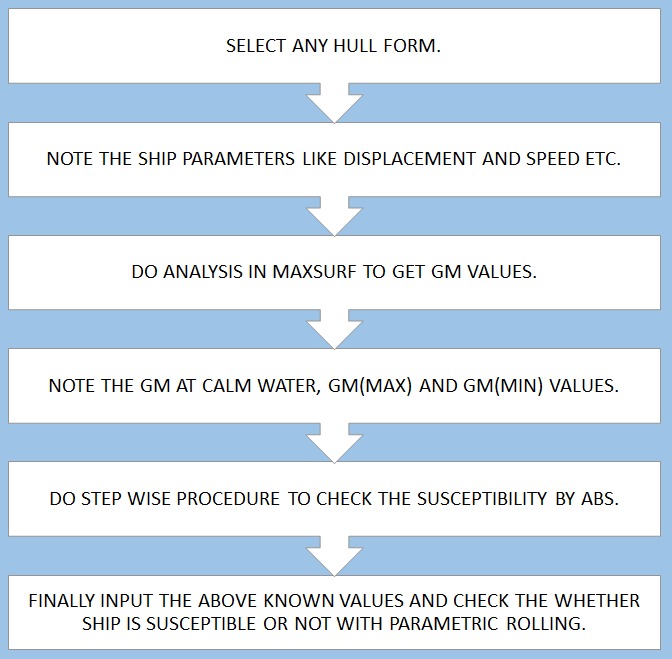 SELECT ANY HULL FORM.
NOTE THE SHIP PARAMETERS LIKE DISPLACEMENT AND SPEED ETC.
DO ANALYSIS IN MAXSURF TO GET GM VALUES.
NOTE THE GM AT CALM WATER, GM(MAX) AND GM(MIN) VALUES.
DO STEP WISE PROCEDURE TO CHECK THE SUSCEPTIBILITY BY ABS.
FINALLY INPUT THE ABOVE KNOWN VALUES AND CHECK THE WHETHER
SHIP IS SUSCEPTIBLE OR NOT WITH PARAMETRIC ROLLING.